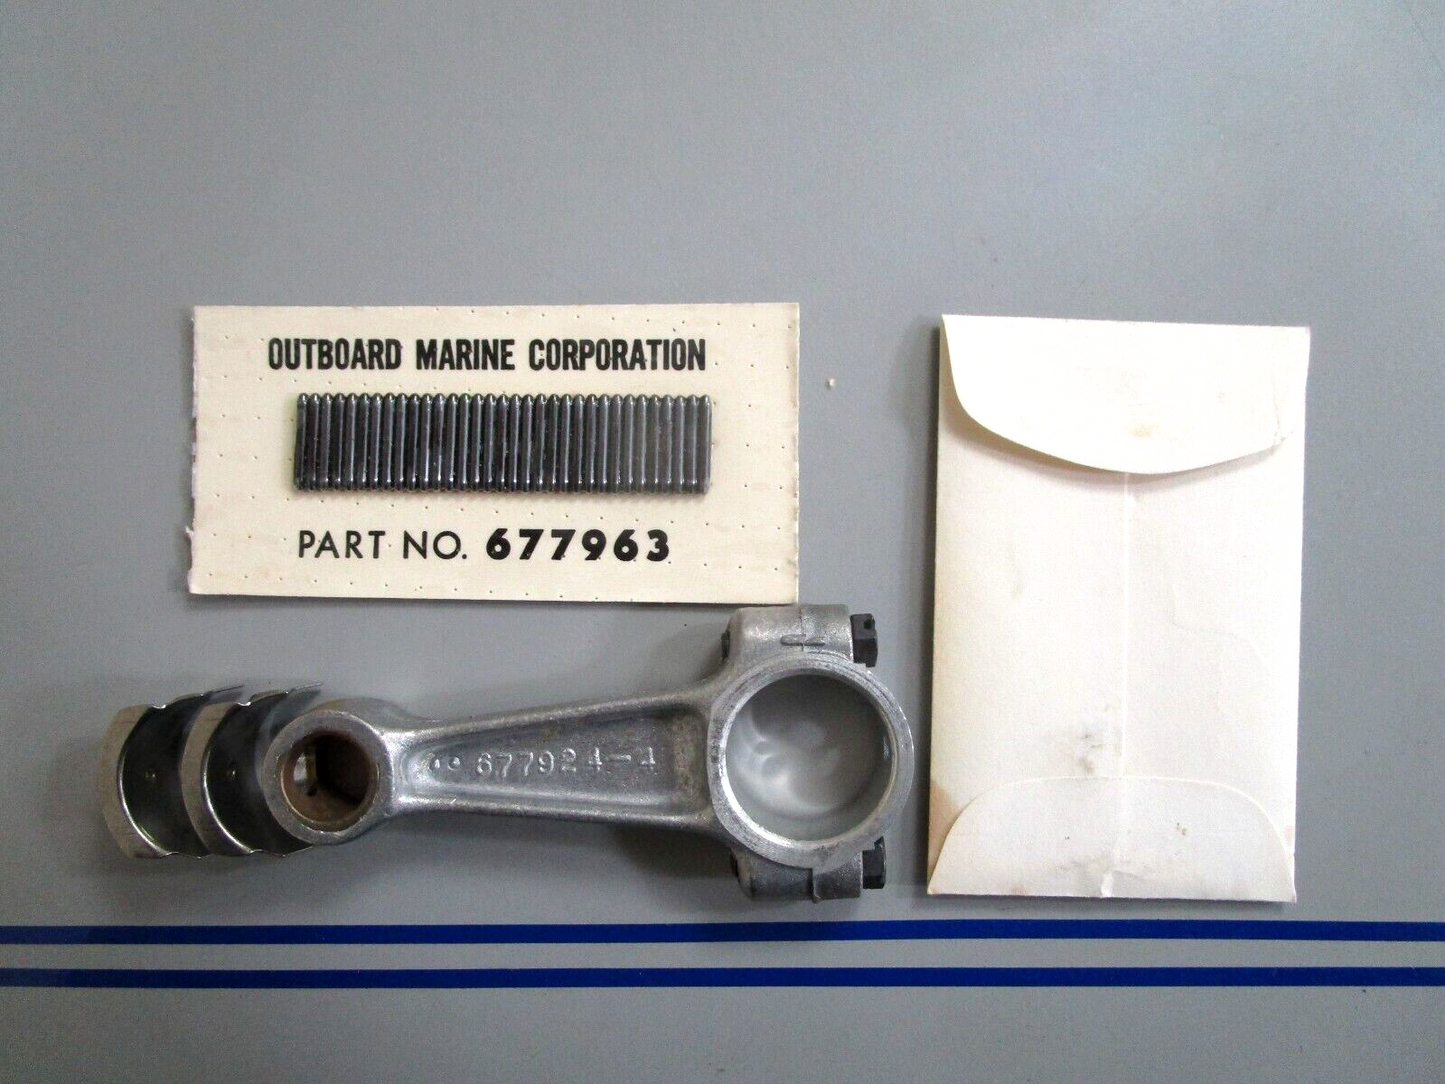 OUTBOARD MARINE CORPORATION
PART NO. 677963
677924-4